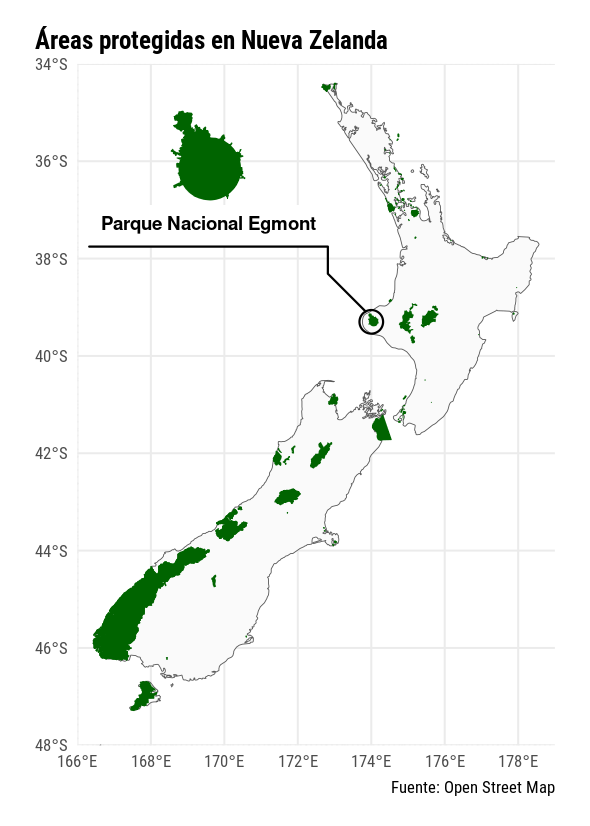 Áreas protegidas en Nueva Zelanda
34°S
36°S
Parque Nacional Egmont
38°S
40°S
42°S
44°S
46°S
48°S
166°E 168°E 170°E 172°E 174°E 176°E 178°E
Fuente: Open Street Map